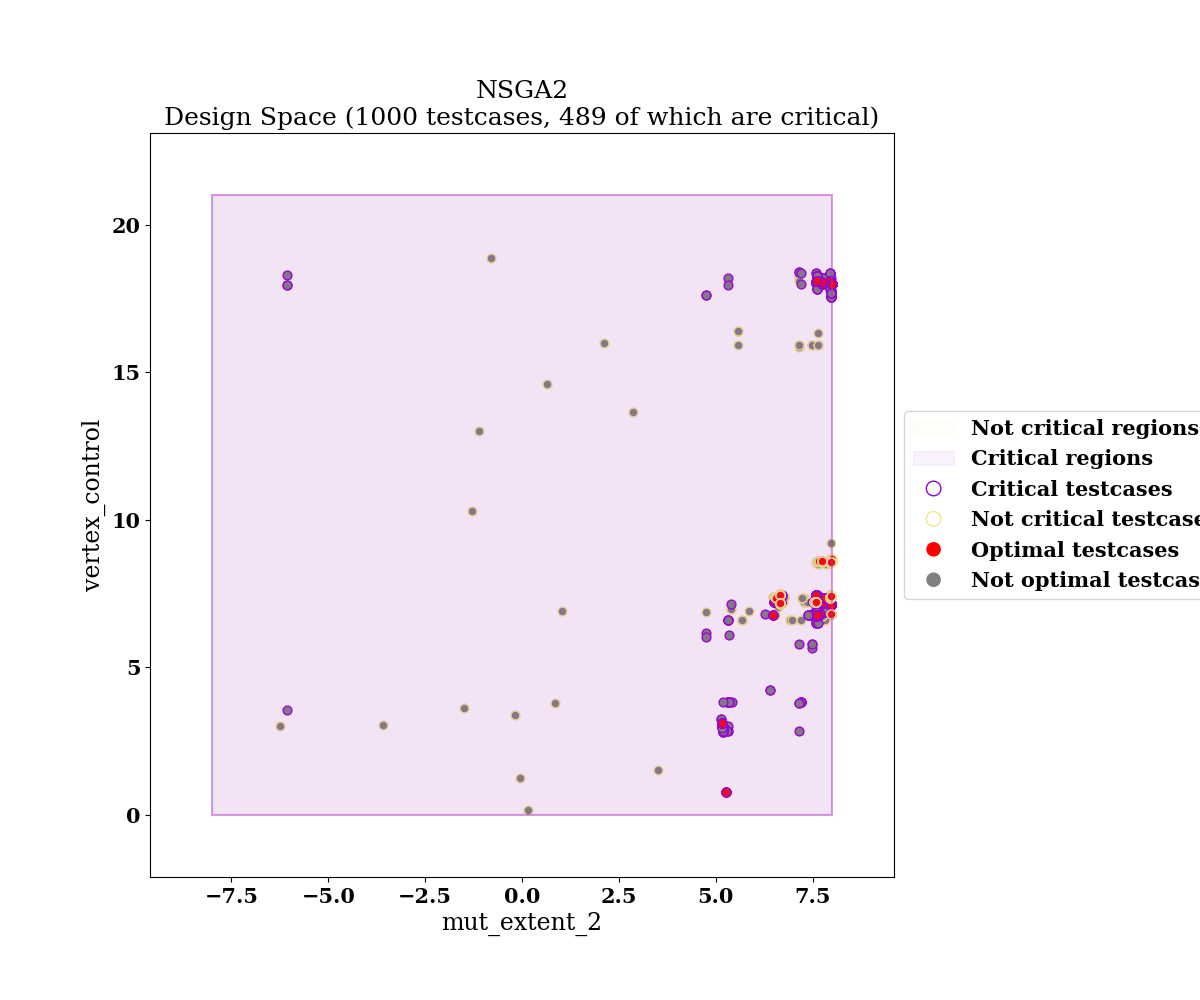 NSGA2
Design Space (1000 testcases, 489 of which are critical)
20
15
10
5
0
vertex_control
−7.5 −5.0 −2.5 0.0 2.5 5.0 7.5
mut_extent_2
Not critical regions
Critical regions
Critical testcases
Not critical testcase
Optimal testcases
Not optimal testcas